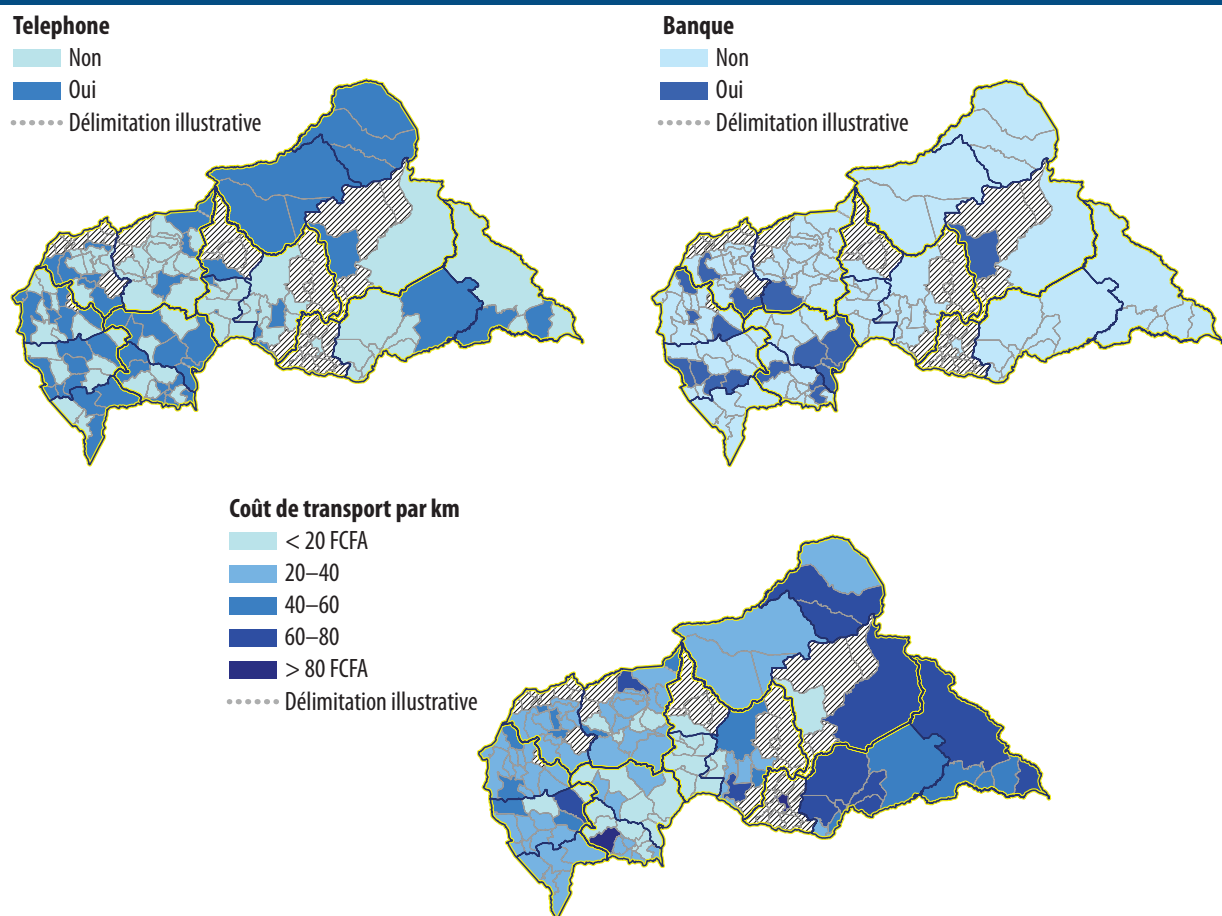 Telephone
Non
Oui
Délimitation illustrative
Banque
Non
Oui
Délimitation illustrative
Coût de transport par km
< 20 FCFA
20–40
40–60
60–80
> 80 FCFA
Délimitation illustrative